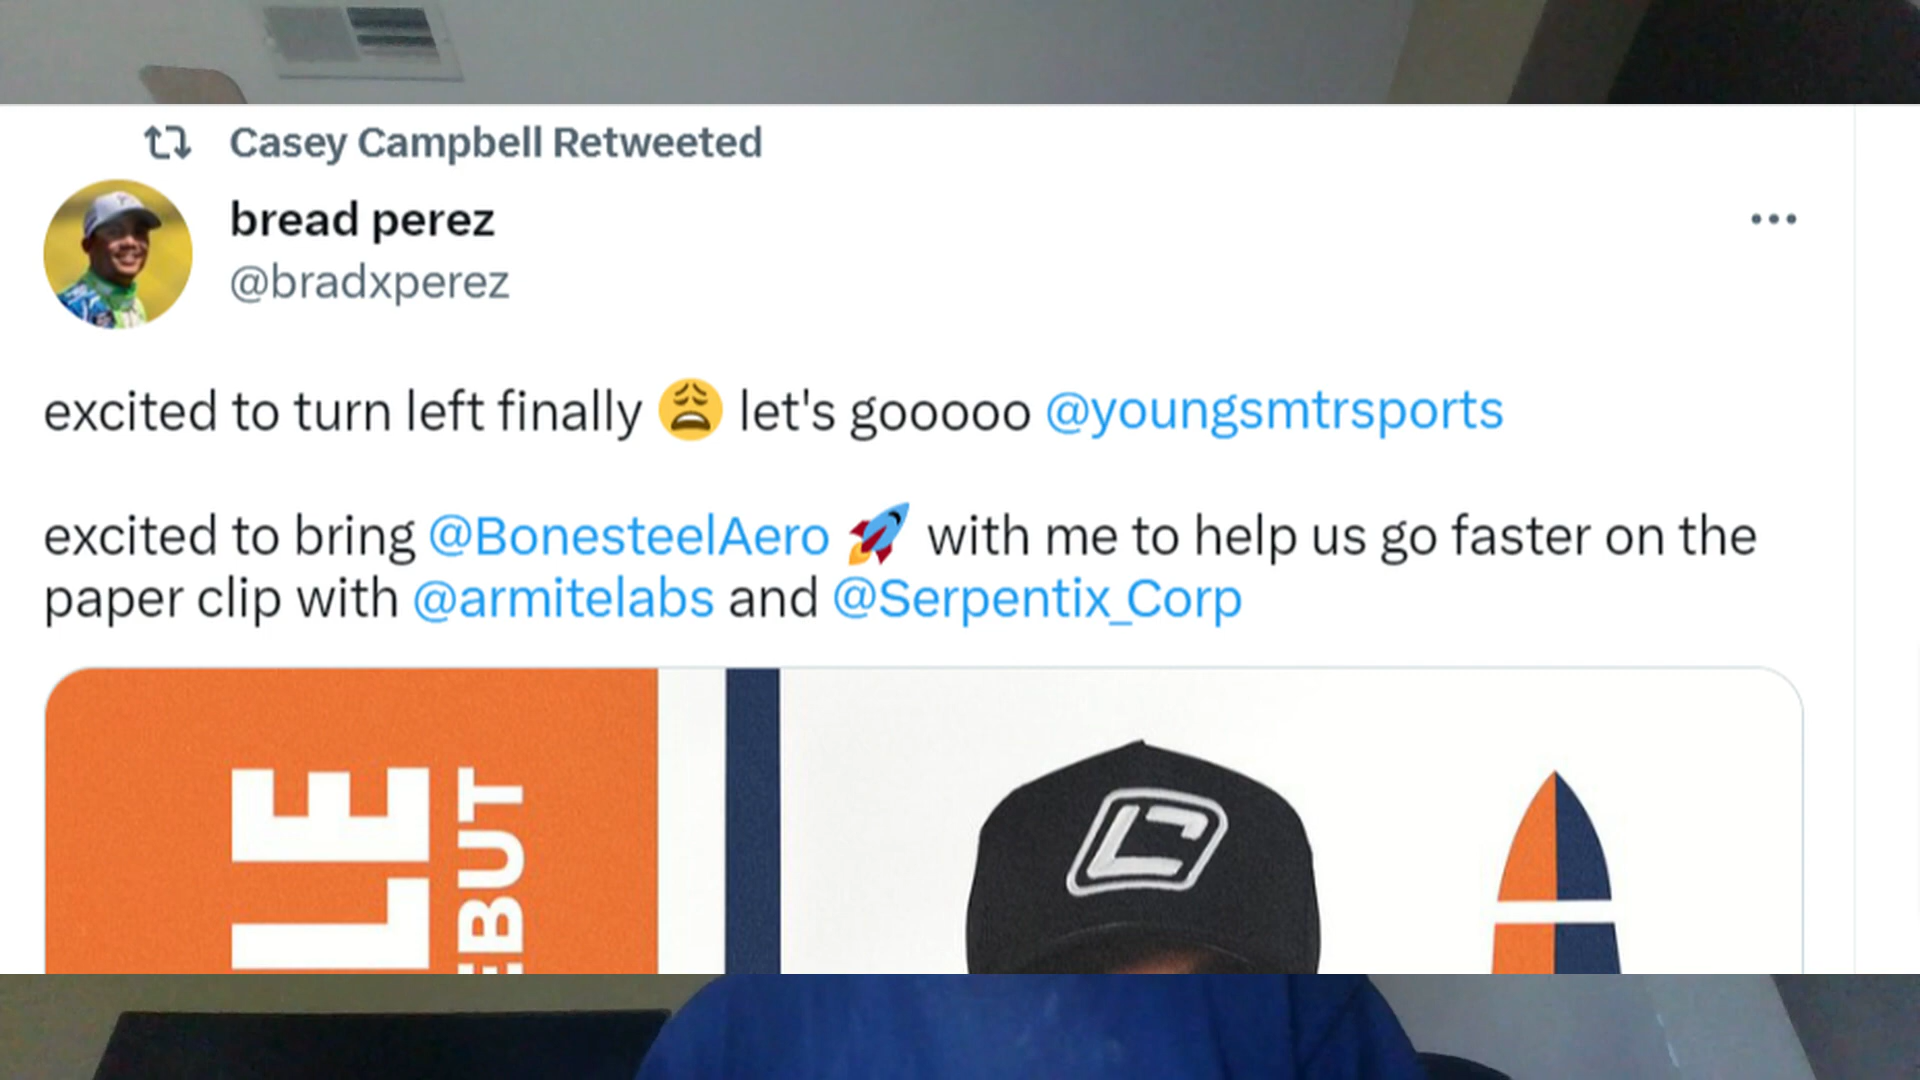 Casey Campbell Retweeted
bread perez
@bradxperez
excited to turn left finally 😩 let's gooooo @youngsmtrsports
excited to bring @BonesteelAero 🚀 with me to help us go faster on the
paper clip with @armitelabs and @Serpentix_Corp
LE
EBUT